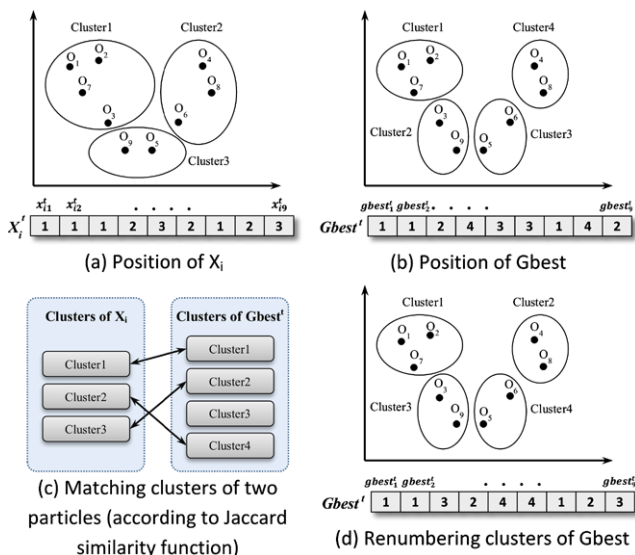 Cluster1
Cluster2
O1
O2
O4
O7
O8
O3
O6
O9
O5
Cluster3
x^t_i1 x^t_i2 . . . . x^t_i9
X_i^t 1 1 1 2 3 2 1 2 3
(a) Position of Xi
Cluster1
Cluster4
O1
O2
O4
O7
O8
O3
O6
Cluster2
O9
O5
Cluster3
gbest^t_1 gbest^t_2 . . . . gbest^t_9
Gbest^t 1 1 2 4 3 3 1 4 2
(b) Position of Gbest
Clusters of Xi
Clusters of Gbest^t
Cluster1
Cluster2
Cluster3
Cluster1
Cluster2
Cluster3
Cluster4
(c) Matching clusters of two
particles (according to Jaccard
similarity function)
Cluster1
Cluster2
O1
O2
O4
O7
O8
O3
O6
Cluster3
O9
O5
Cluster4
gbest^t_1 gbest^t_2 . . . . gbest^t_9
Gbest^t 1 1 3 2 4 4 1 2 3
(d) Renumbering clusters of Gbest